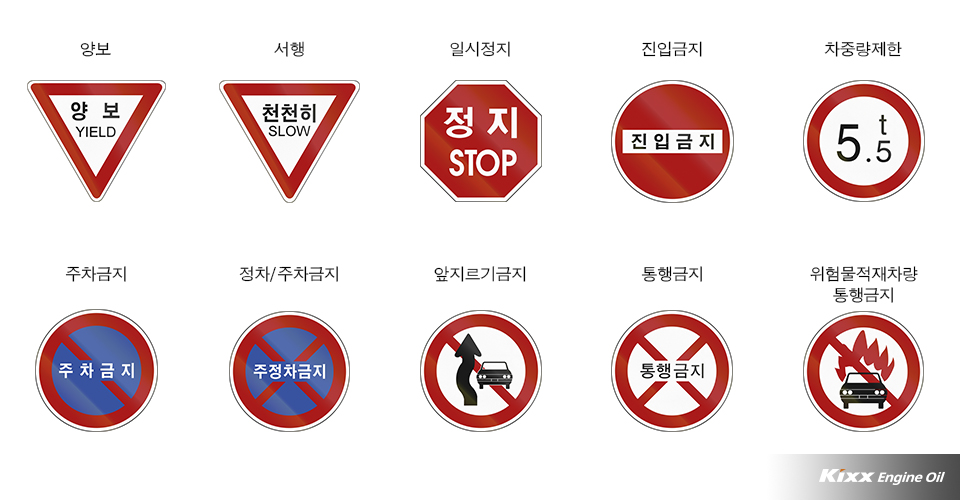 양보
서행
일시정지
진입금지
차중량제한
양 보
YIELD
천천히
SLOW
정 지
STOP
진 입 금 지
5.5t
주차금지
정차/주차금지
앞지르기금지
통행금지
위험물적재차량
통행금지
주 차 금 지
주정차금지
통행금지
Kixx Engine Oil